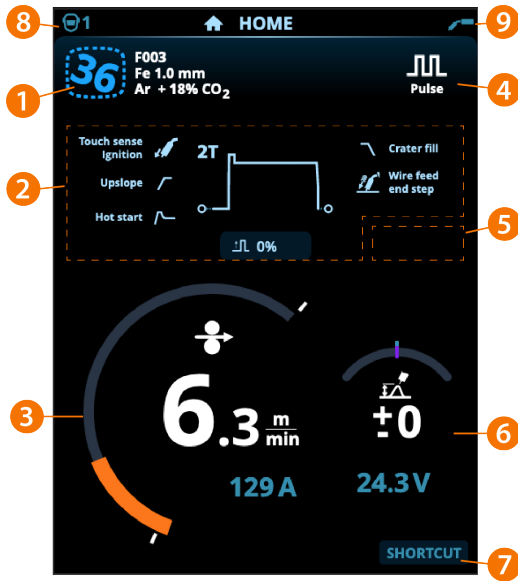 8
1
HOME
9
36
F003
Fe 1.0 mm
Ar + 18% CO2
Pulse
1
4
Touch sense
Ignition
2T
Crater fill
2
Upslope
Wire feed
end step
Hot start
5
0%
3
6.3 m/min
±0
6
129 A
24.3 V
SHORTCUT
7